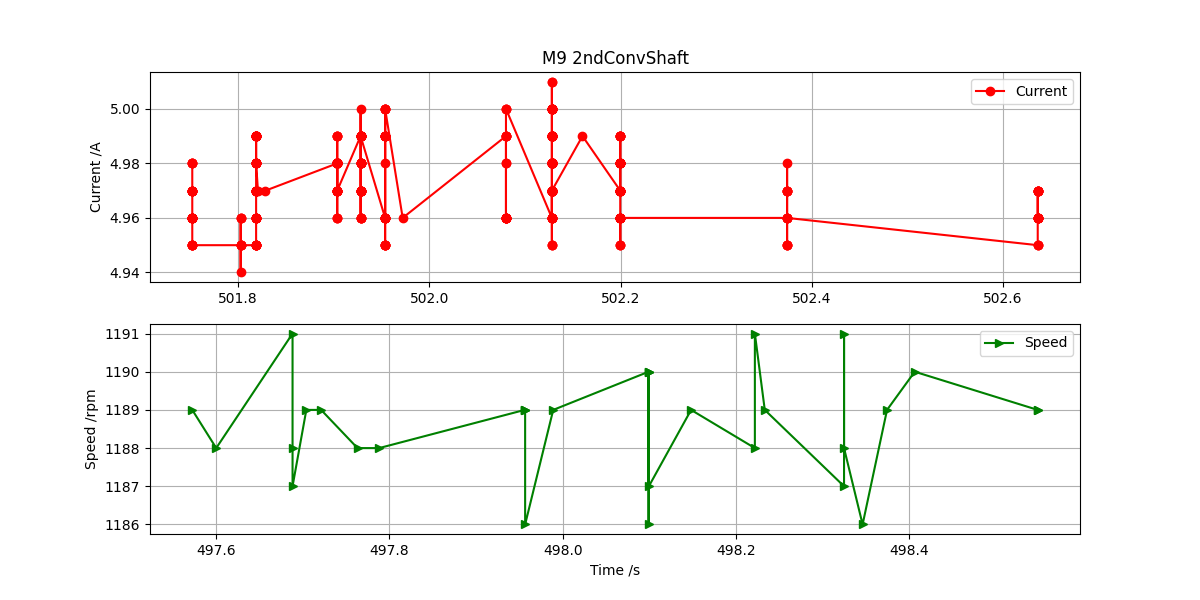 M9 2ndConvShaft
Current /A
5.00
4.98
4.96
4.94
Current
501.8 502.0 502.2 502.4 502.6
Speed /rpm
1191
1190
1189
1188
1187
1186
Speed
497.6 497.8 498.0 498.2 498.4
Time /s